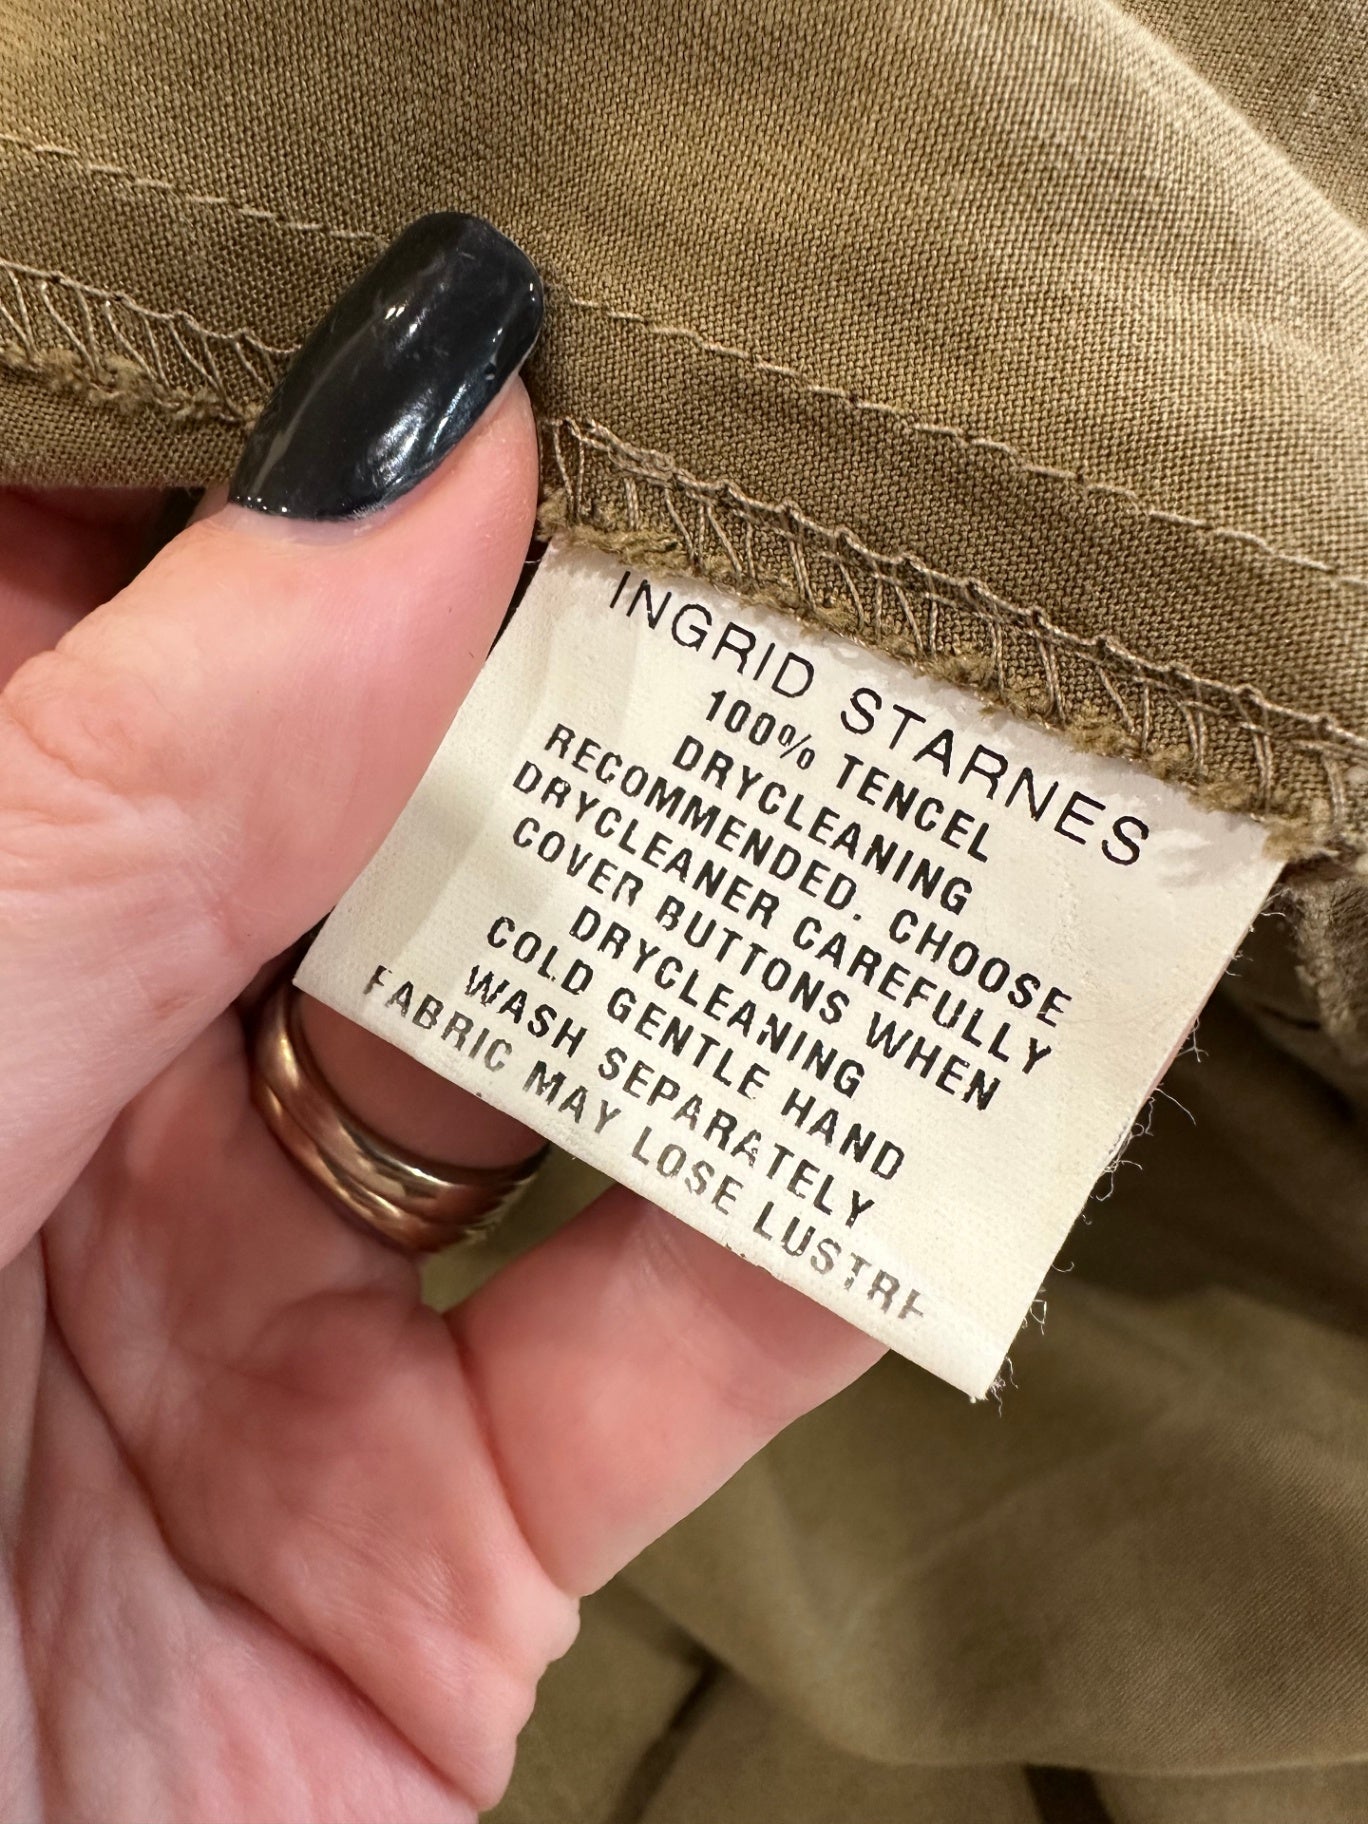 INGRID STARNES
100% TENCEL
DRYCLEANING
RECOMMENDED. CHOOSE
DRYCLEANER CAREFULLY
COVER BUTTONS WHEN
DRYCLEANING
COLD GENTLE HAND
WASH SEPARATELY
FABRIC MAY LOSE LUSTRE